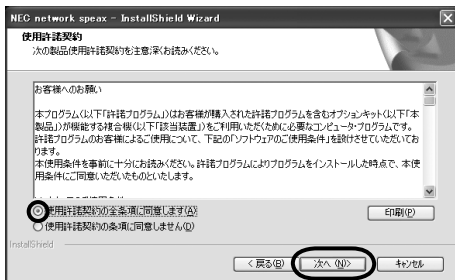 NEC network speax - InstallShield Wizard
使用許諾契約
次の製品使用許諾契約を注意深くお読みください。
お客様へのお願い
本プログラム(以下「許諾プログラム」)はお客様が購入された許諾プログラムを含むオプションキット(以下「本
製品」)が機能する複合機(以下「該当装置」)をご利用いただくために必要なコンピュータ・プログラムです。
許諾プログラムのお客様によるご使用について、下記の「ソフトウェアのご使用条件」を設けさせていただいてお
ります。
本使用条件を事前に十分にお読みください。許諾プログラムによりプログラムをインストールした時点で、本使
用条件にご同意いただいたものといたします。
使用許諾契約の全条項に同意します(A)
印刷(P)
使用許諾契約の条項に同意しません(D)
InstallShield
< 戻る(B)
次へ (N)>
キャンセル